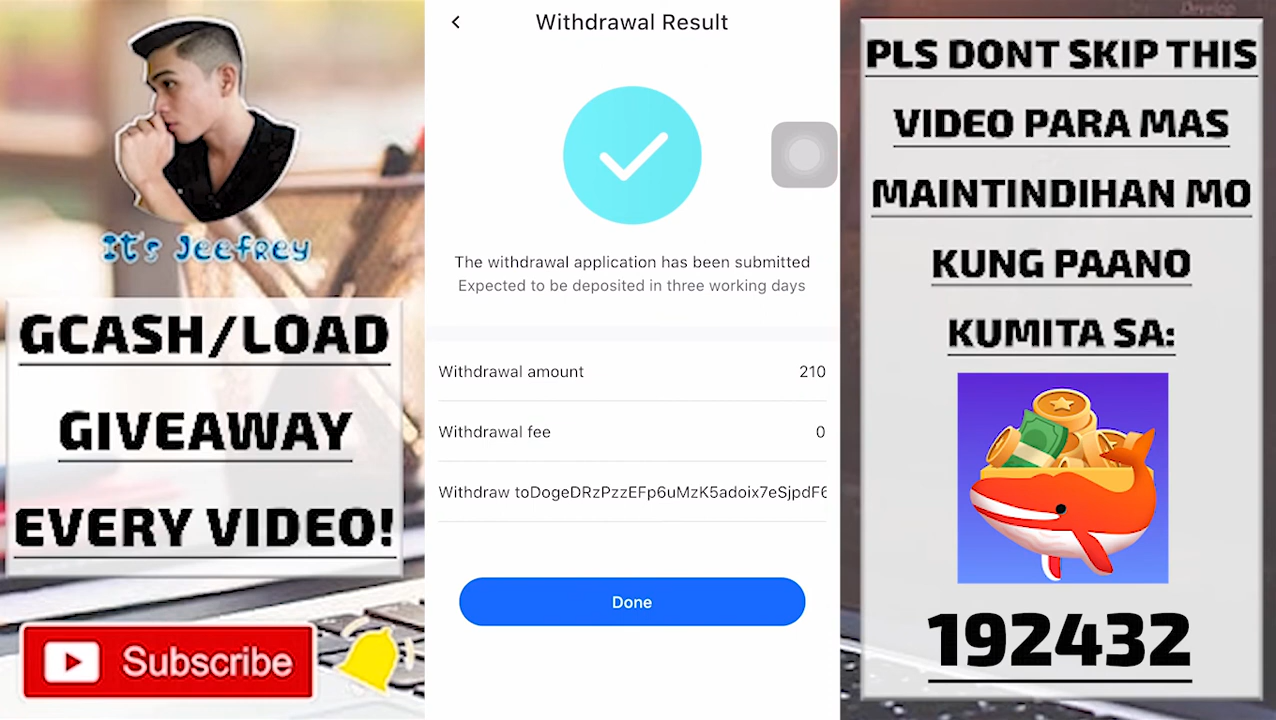 It's Jeefrey
GCASH/LOAD
GIVEAWAY
EVERY VIDEO!
Subscribe
Withdrawal Result
The withdrawal application has been submitted
Expected to be deposited in three working days
Withdrawal amount 210
Withdrawal fee 0
Withdraw toDogeDRzPzzEFp6uMzK5adoix7eSjpdF6
Done
Develop
PLS DONT SKIP THIS
VIDEO PARA MAS
MAINTINDIHAN MO
KUNG PAANO
KUMITA SA:
192432